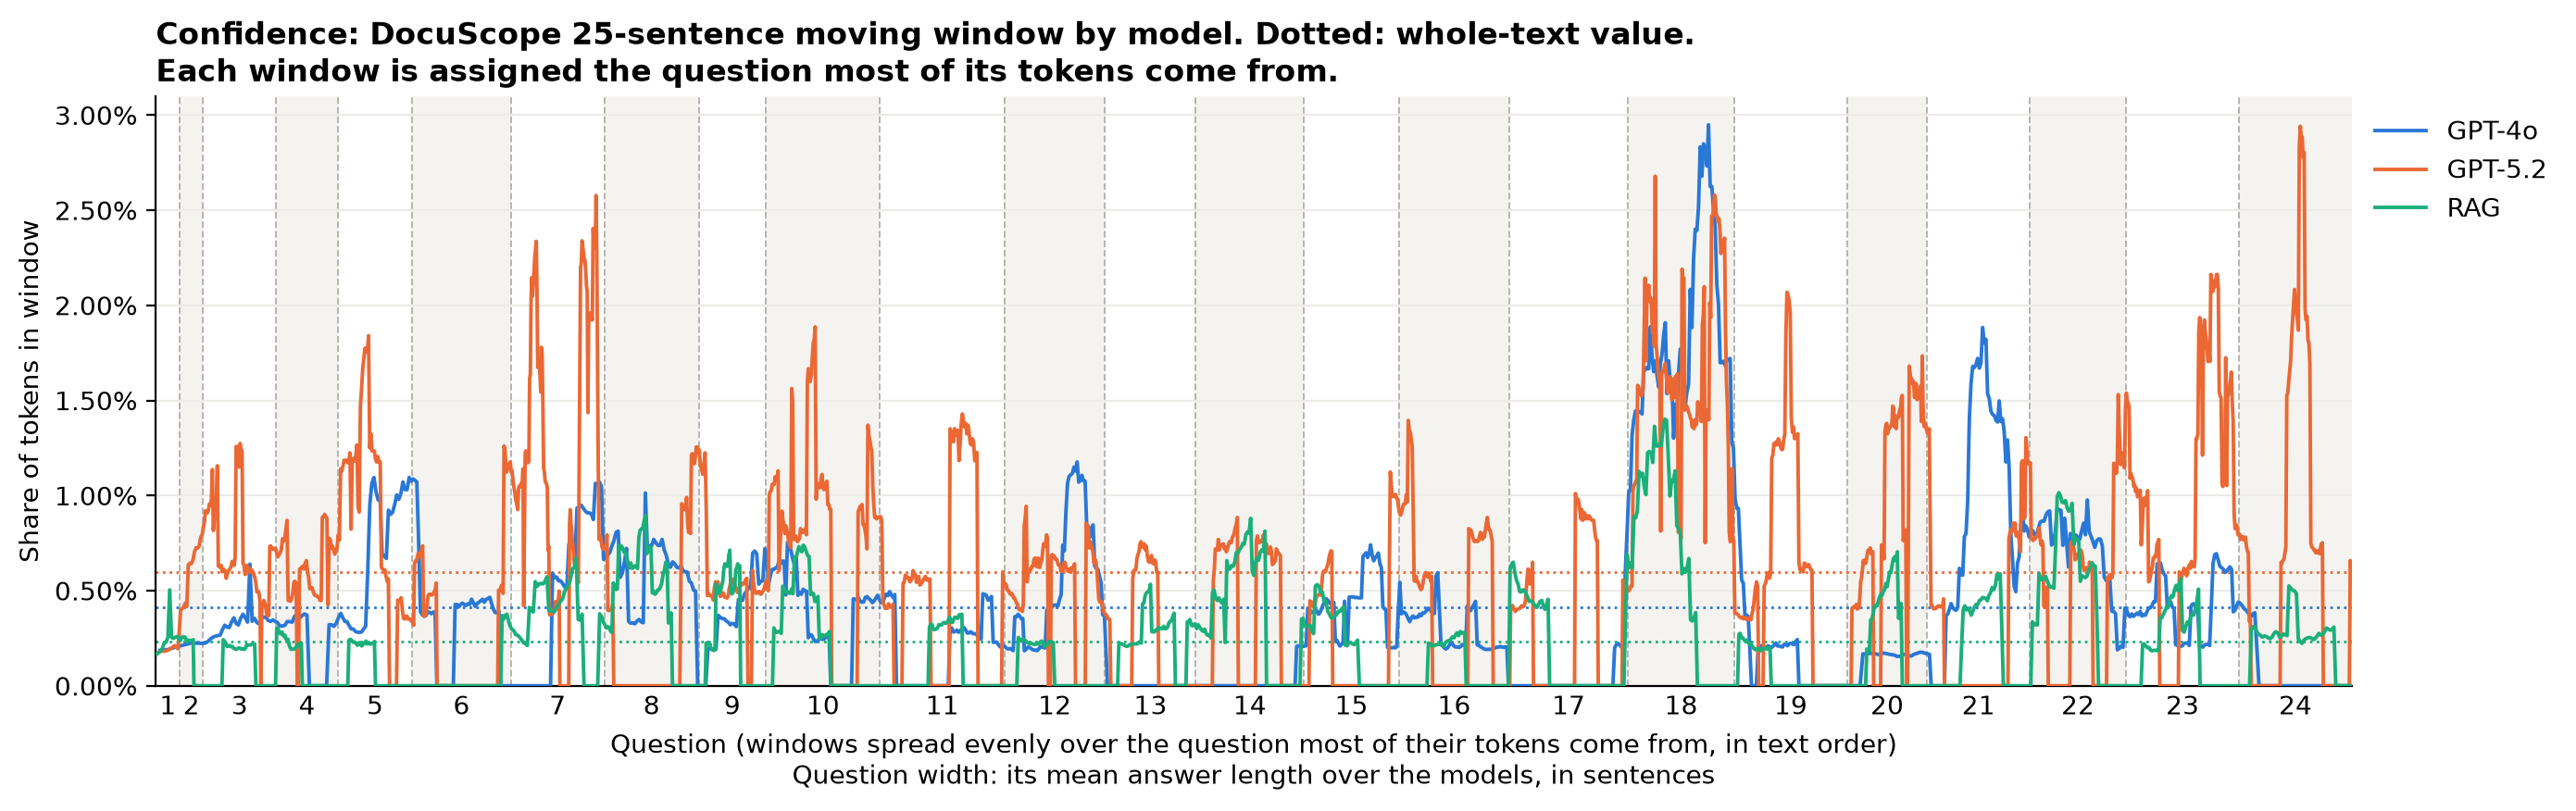 Confidence: DocuScope 25-sentence moving window by model. Dotted: whole-text value.
Each window is assigned the question most of its tokens come from.
3.00%
2.50%
2.00%
1.50%
1.00%
0.50%
0.00%
Share of tokens in window
GPT-4o
GPT-5.2
RAG
1 2 3 4 5 6 7 8 9 10 11 12 13 14 15 16 17 18 19 20 21 22 23 24
Question (windows spread evenly over the question most of their tokens come from, in text order)
Question width: its mean answer length over the models, in sentences